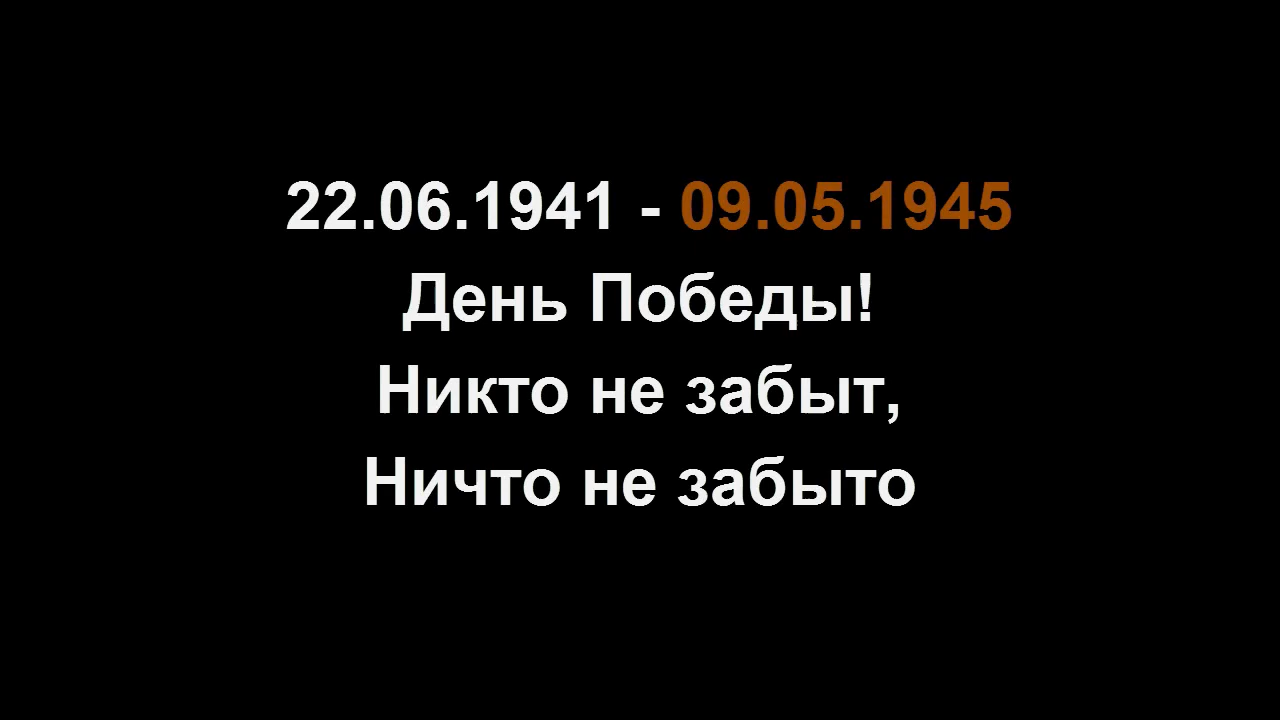 22.06.1941 - 09.05.1945
День Победы!
Никто не забыт,
Ничто не забыто